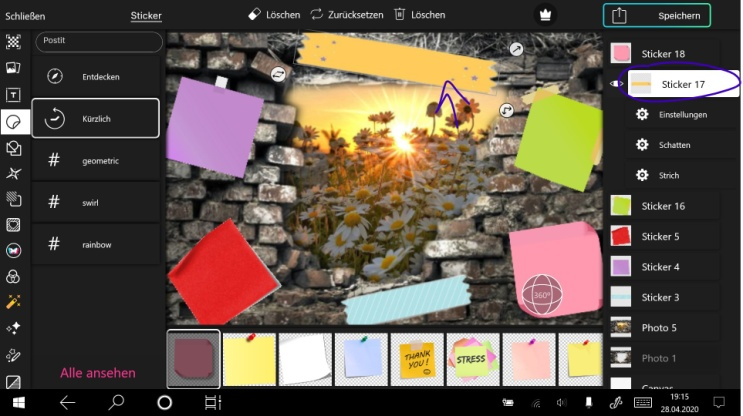 Schließen
Sticker
Löschen
Zurücksetzen
Löschen
Speichern
Postit
Entdecken
Kürzlich
# geometric
# swirl
# rainbow
Alle ansehen
360°
THANK
YOU!
STRESS
Sticker 18
Sticker 17
Einstellungen
Schatten
Strich
Sticker 16
Sticker 5
Sticker 4
Sticker 3
Photo 5
Photo 1
Canvas
19:15
28.04.2020